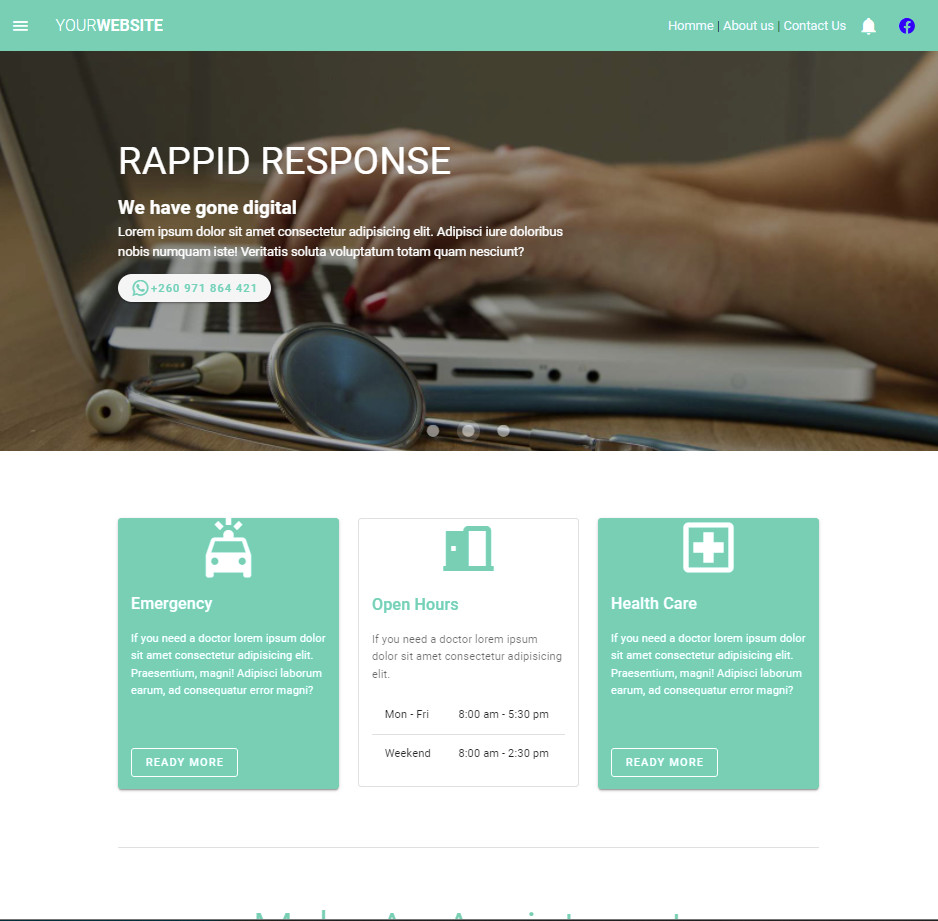 YOURWEBSITE
Homme | About us | Contact Us
RAPPID RESPONSE
We have gone digital
Lorem ipsum dolor sit amet consectetur adipisicing elit. Adipisci iure doloribus
nobis numquam iste! Veritatis soluta voluptatum totam quam nesciunt?
+260 971 864 421
Emergency
If you need a doctor lorem ipsum dolor
sit amet consectetur adipisicing elit.
Praesentium, magni! Adipisci laborum
earum, ad consequatur error magni?
READY MORE
Open Hours
If you need a doctor lorem ipsum
dolor sit amet consectetur adipisicing
elit.
Mon - Fri 8:00 am - 5:30 pm
Weekend 8:00 am - 2:30 pm
Health Care
If you need a doctor lorem ipsum dolor
sit amet consectetur adipisicing elit.
Praesentium, magni! Adipisci laborum
earum, ad consequatur error magni?
READY MORE